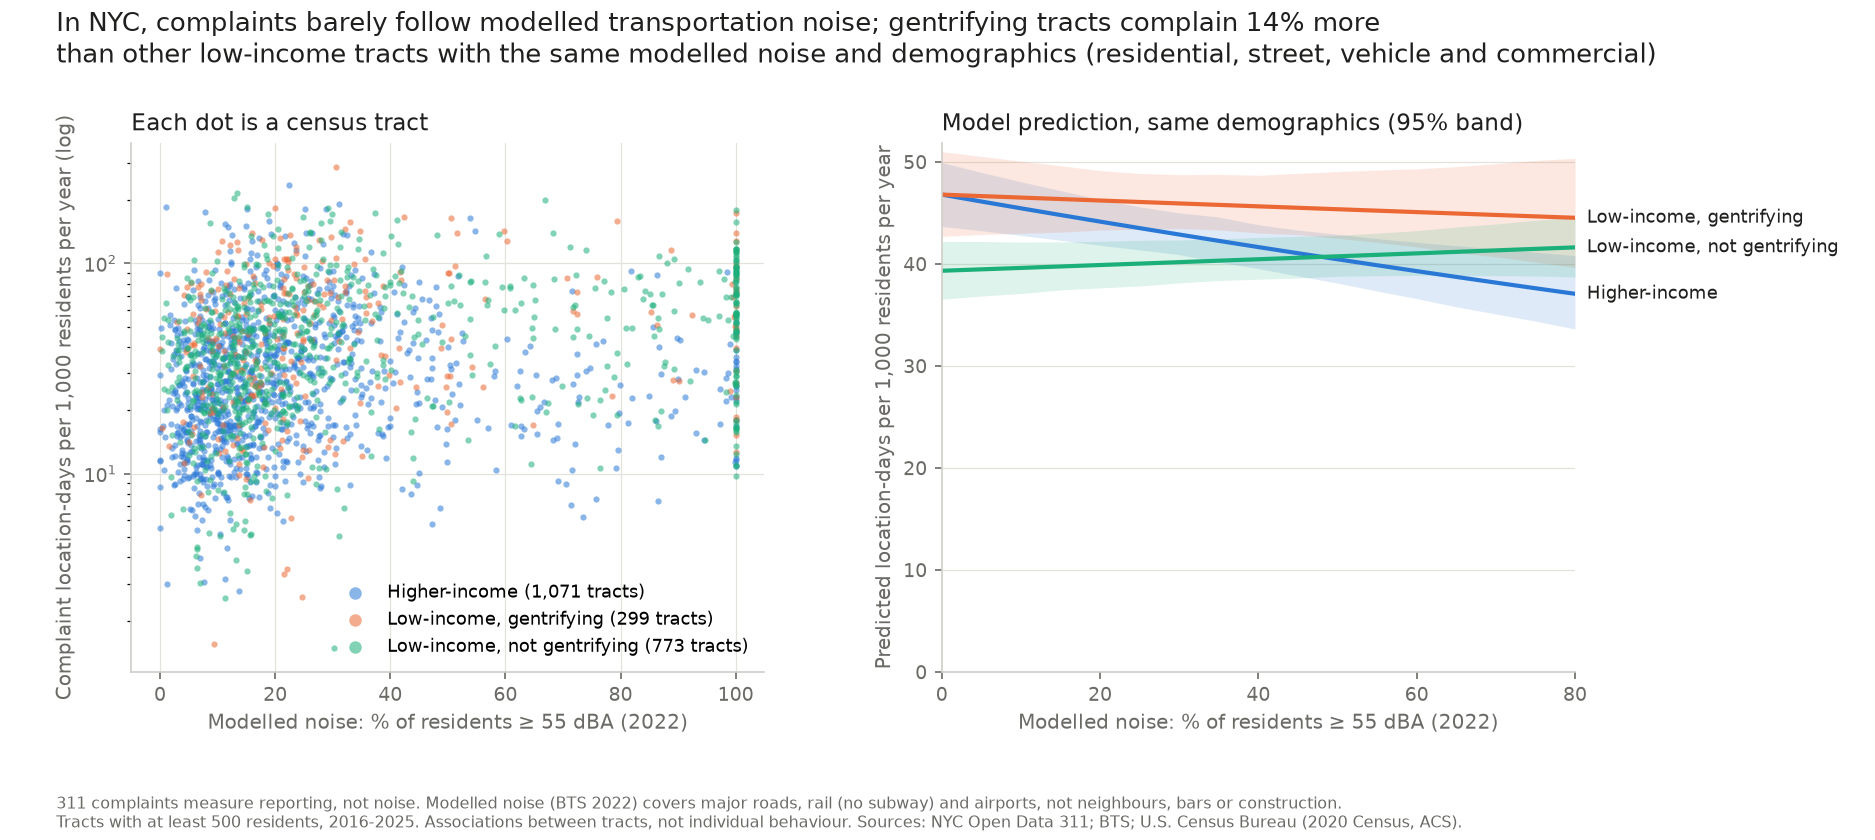 In NYC, complaints barely follow modelled transportation noise; gentrifying tracts complain 14% more
than other low-income tracts with the same modelled noise and demographics (residential, street, vehicle and commercial)
Each dot is a census tract
Complaint location-days per 1,000 residents per year (log)
10²
10¹
Higher-income (1,071 tracts)
Low-income, gentrifying (299 tracts)
Low-income, not gentrifying (773 tracts)
0 20 40 60 80 100
Modelled noise: % of residents ≥ 55 dBA (2022)
Model prediction, same demographics (95% band)
Predicted location-days per 1,000 residents per year
50
40
30
20
10
0
Low-income, gentrifying
Low-income, not gentrifying
Higher-income
0 20 40 60 80
Modelled noise: % of residents ≥ 55 dBA (2022)
311 complaints measure reporting, not noise. Modelled noise (BTS 2022) covers major roads, rail (no subway) and airports, not neighbours, bars or construction.
Tracts with at least 500 residents, 2016-2025. Associations between tracts, not individual behaviour. Sources: NYC Open Data 311; BTS; U.S. Census Bureau (2020 Census, ACS).